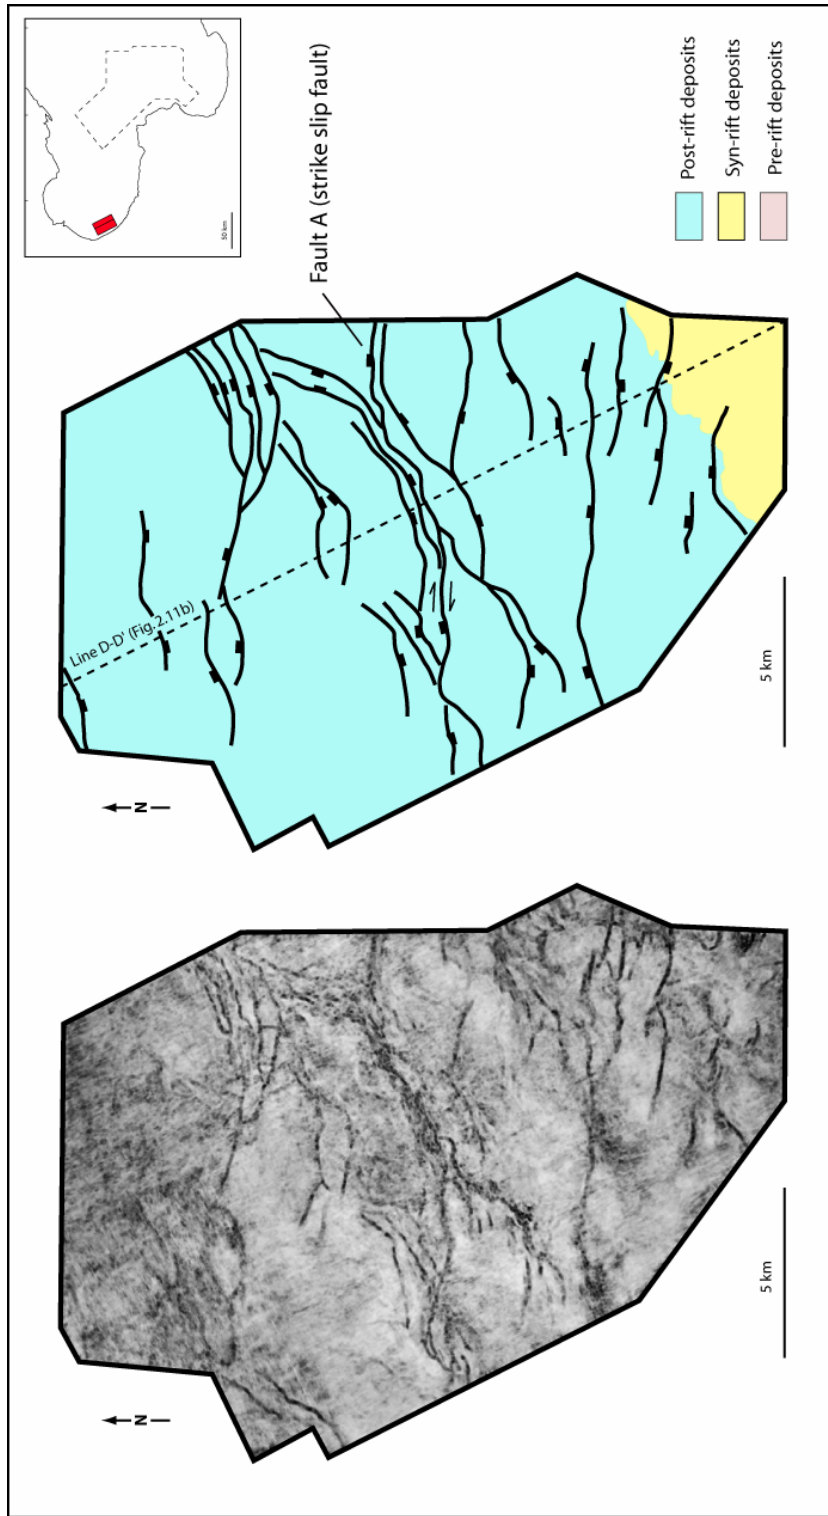 50 km
Fault A (strike slip fault)
Line D-D' (Fig.2.11b)
N
5 km
Post-rift deposits
Syn-rift deposits
Pre-rift deposits
N
5 km